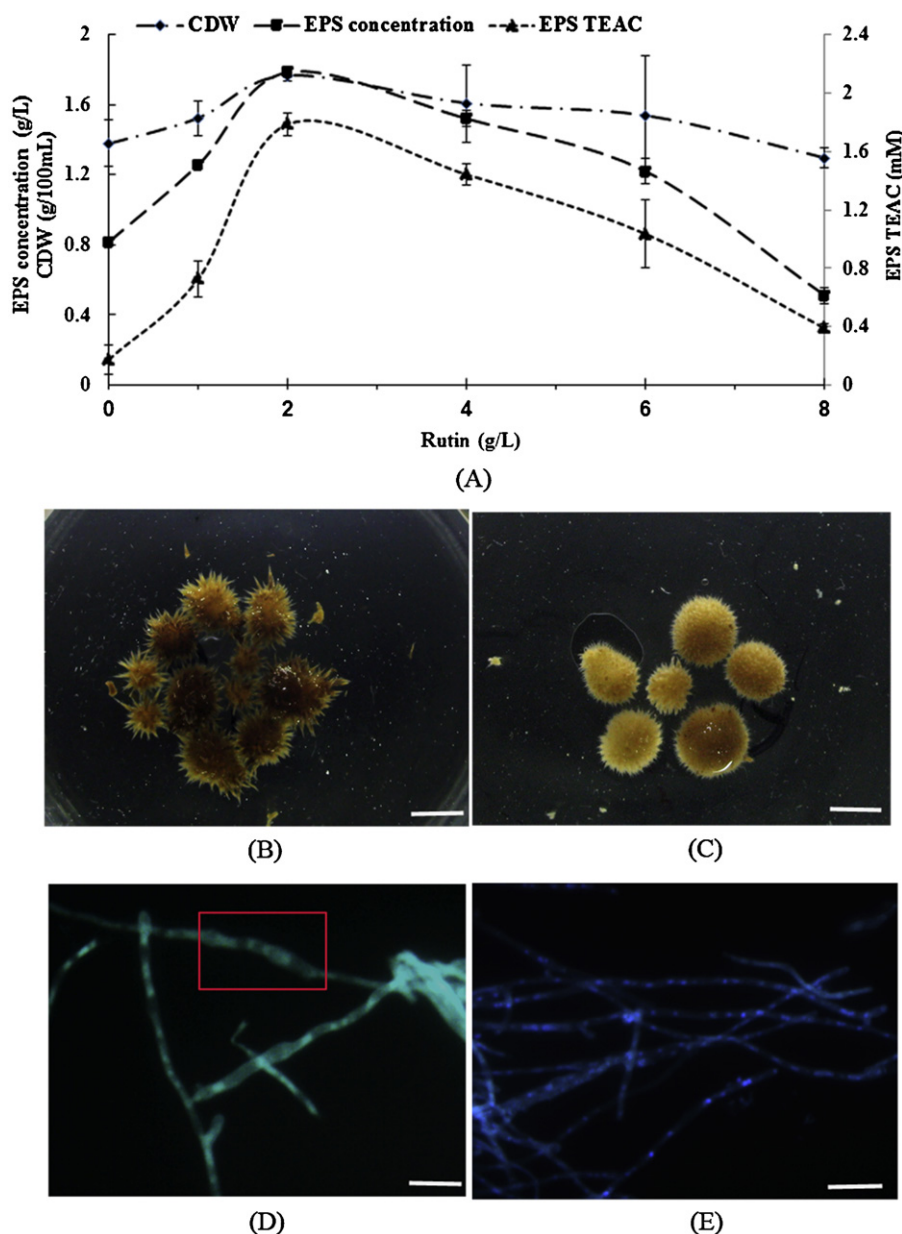 CDW EPS concentration EPS TEAC
EPS concentration (g/L)
CDW (g/100mL)
2
1.6
1.2
0.8
0.4
0
2.4
2
1.6
1.2
0.8
0.4
0
EPS TEAC (mM)
0 2 4 6 8
Rutin (g/L)
(A)
(B) (C)
(D) (E)